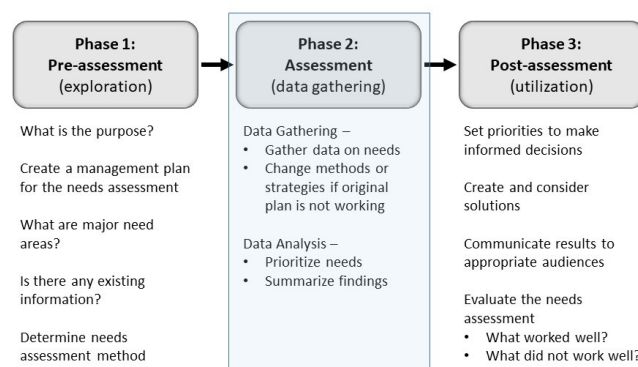 Phase 1:
Pre-assessment
(exploration)
What is the purpose?
Create a management plan
for the needs assessment
What are major need
areas?
Is there any existing
information?
Determine needs
assessment method
Phase 2:
Assessment
(data gathering)
Data Gathering –
• Gather data on needs
• Change methods or
strategies if original
plan is not working
Data Analysis –
• Prioritize needs
• Summarize findings
Phase 3:
Post-assessment
(utilization)
Set priorities to make
informed decisions
Create and consider
solutions
Communicate results to
appropriate audiences
Evaluate the needs
assessment
• What worked well?
• What did not work well?